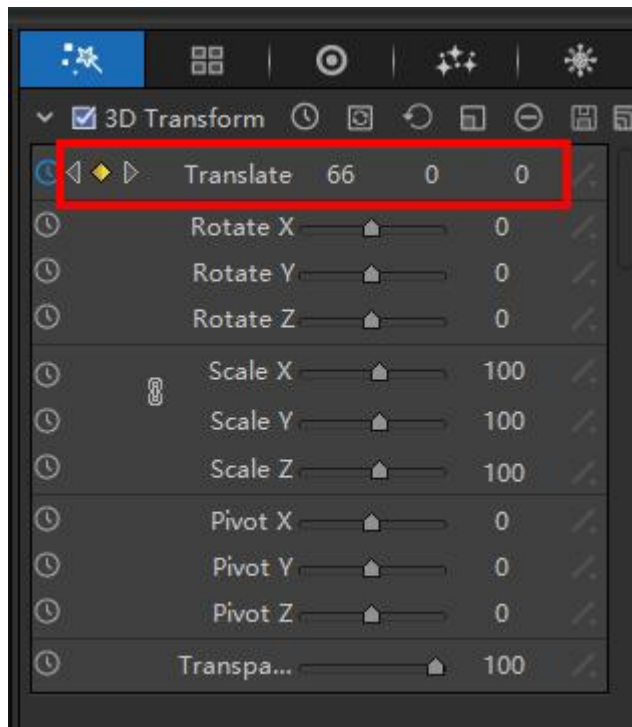 3D Transform
Translate 66 0 0
Rotate X 0
Rotate Y 0
Rotate Z 0
Scale X 100
Scale Y 100
Scale Z 100
Pivot X 0
Pivot Y 0
Pivot Z 0
Transpa... 100